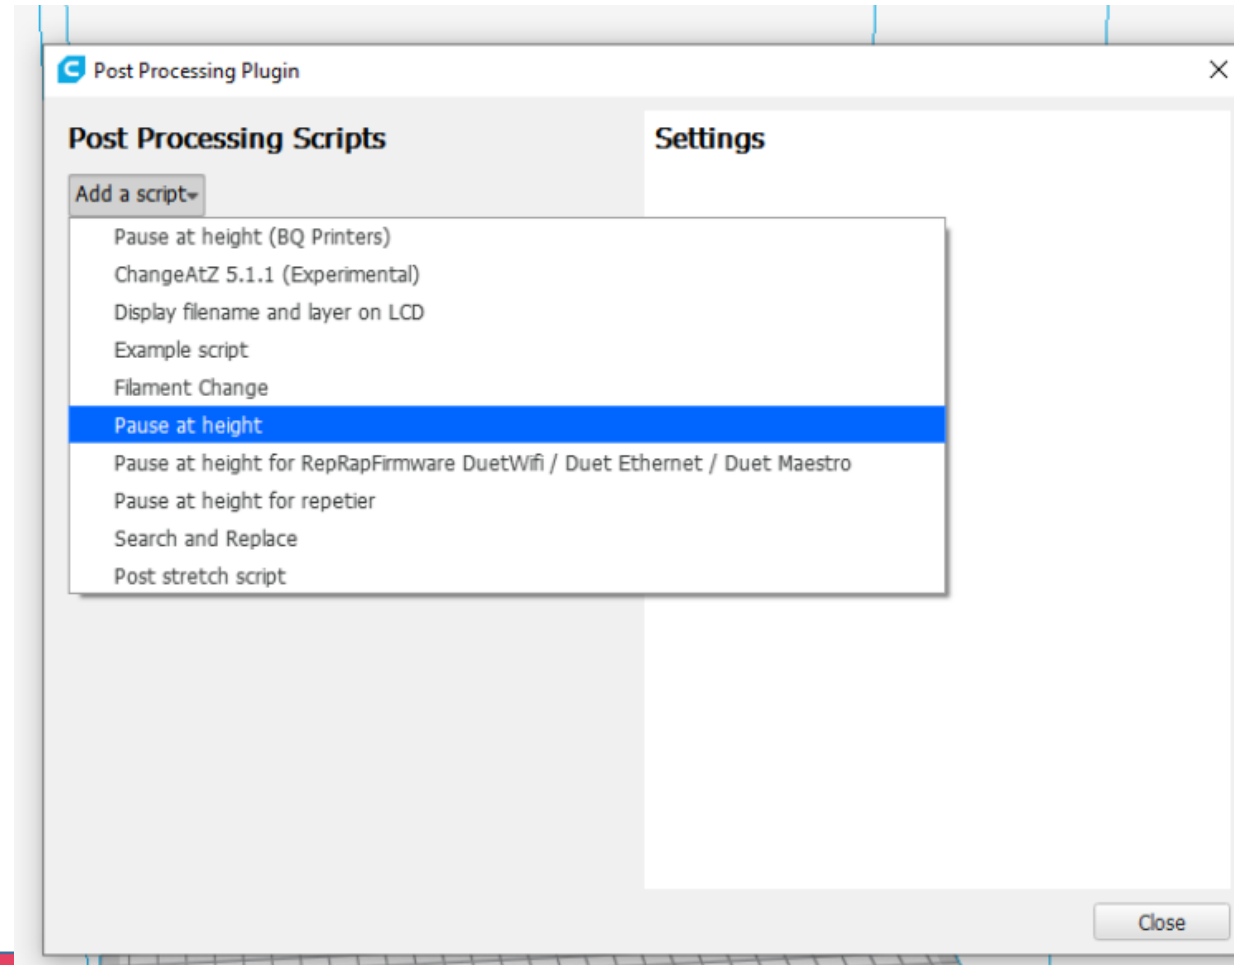 Post Processing Plugin
Post Processing Scripts
Settings
Add a script
Pause at height (BQ Printers)
ChangeAtZ 5.1.1 (Experimental)
Display filename and layer on LCD
Example script
Filament Change
Pause at height
Pause at height for RepRapFirmware DuetWifi / Duet Ethernet / Duet Maestro
Pause at height for repetier
Search and Replace
Post stretch script
Close